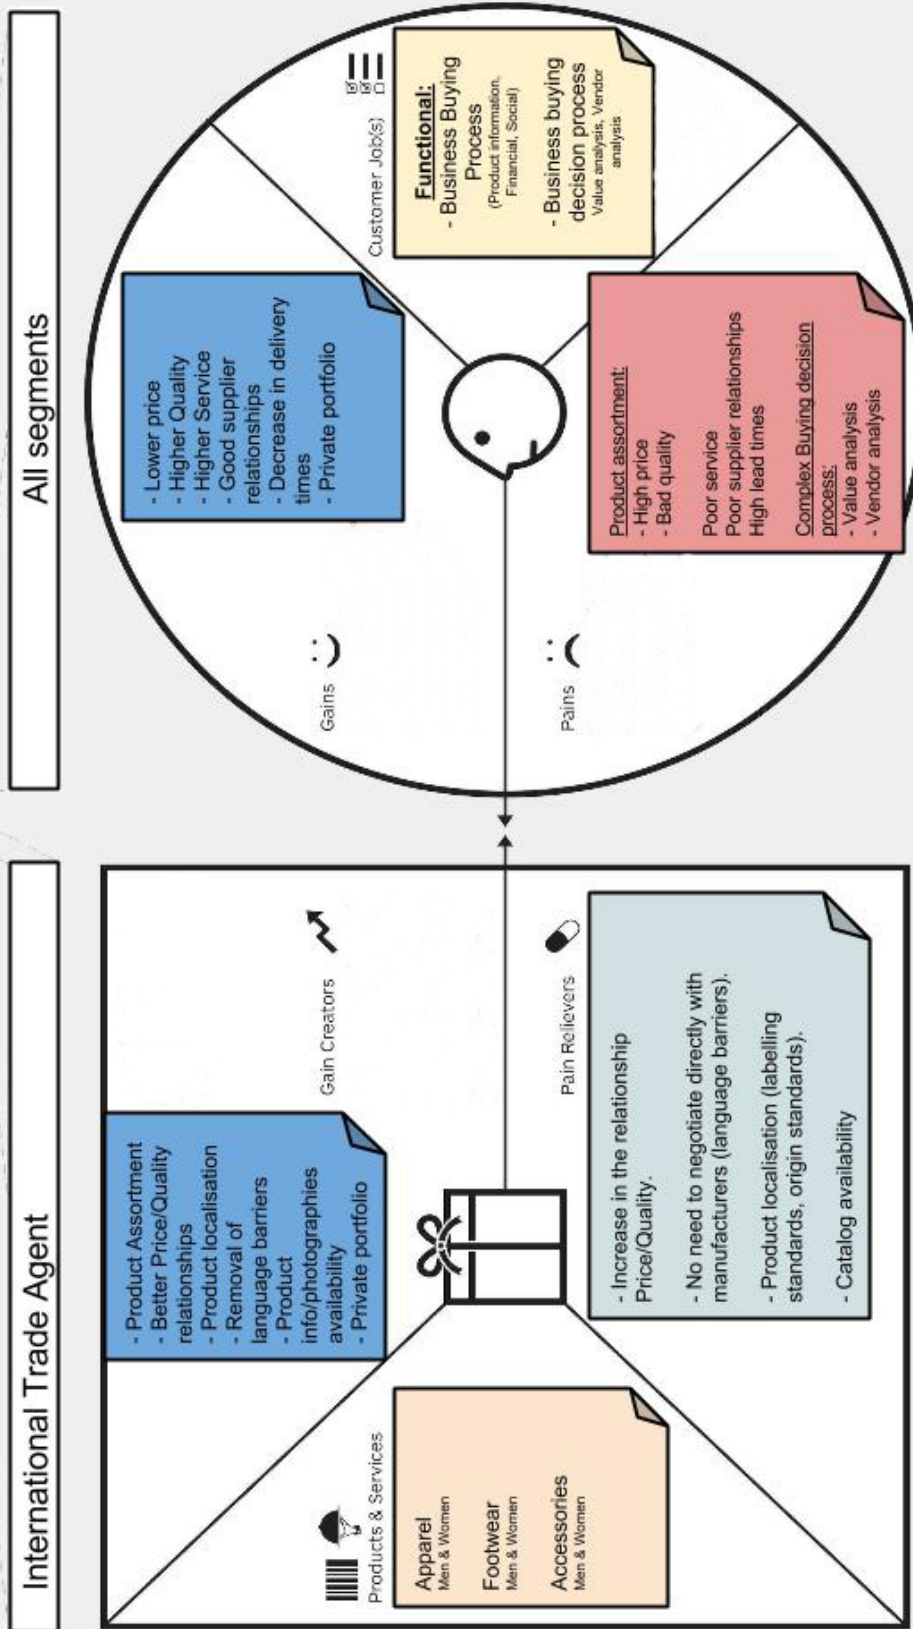 International Trade Agent
All segments
- Product Assortment
- Better Price/Quality
relationships
- Product localisation
- Removal of
language barriers
- Product
info/photographies
availability
- Private portfolio
Gain Creators
Products & Services
Apparel
Men & Women
Footwear
Men & Women
Accessories
Men & Women
Pain Relievers
- Increase in the relationship
Price/Quality.
- No need to negotiate directly with
manufacturers (language barriers).
- Product localisation (labelling
standards, origin standards).
- Catalog availability
- Lower price
- Higher Quality
- Higher Service
- Good supplier
relationships
- Decrease in delivery
times
- Private portfolio
Gains
Customer Job(s)
Functional:
- Business Buying
Process
(Product information,
Financial, Social)
- Business buying
decision process
Value analysis, Vendor
analysis
Pains
Product assortment:
- High price
- Bad quality
Poor service
Poor supplier relationships
High lead times
Complex Buying decision
process:
- Value analysis
- Vendor analysis